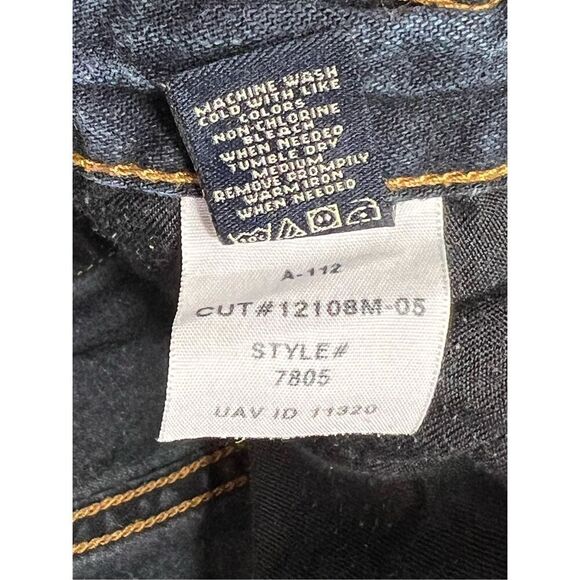 MACHINE WASH
COLD WITH LIKE
COLORS
NON-CHLORINE
BLEACH
WHEN NEEDED
TUMBLE DRY
MEDIUM
REMOVE PROMPTLY
WARM IRON
WHEN NEEDED
A-112
CUT#12108M-05
STYLE#
7805
UAV ID 11320